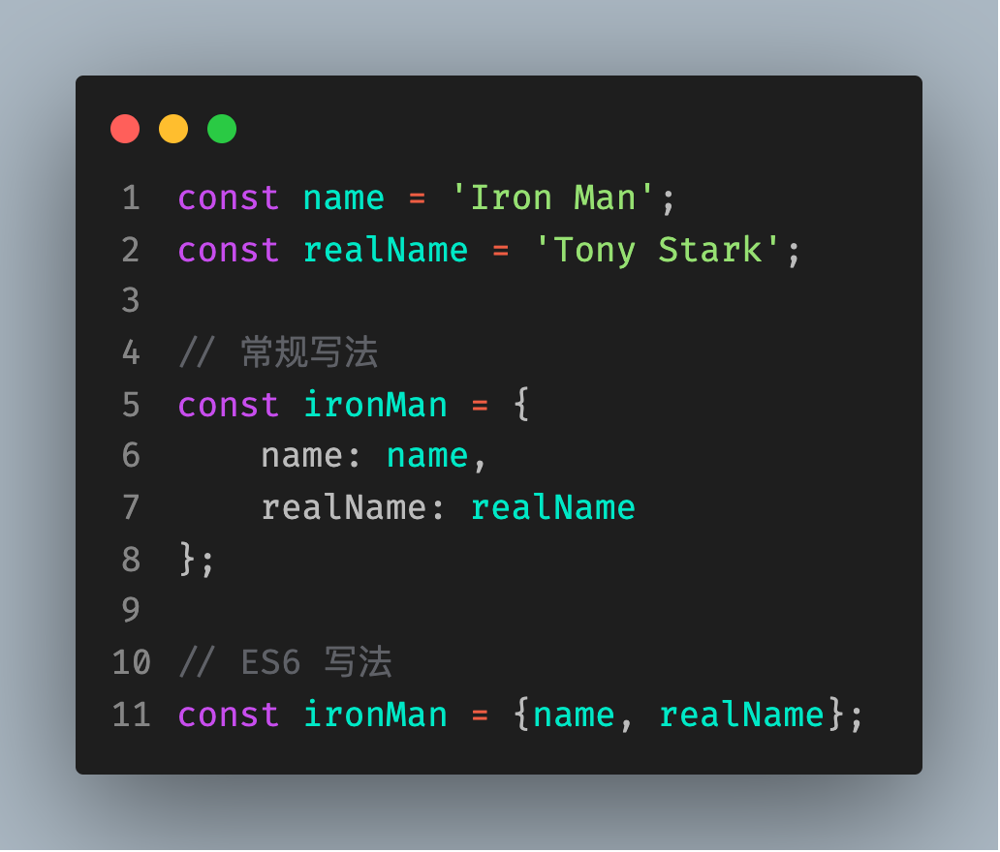 1 const name = 'Iron Man';
2 const realName = 'Tony Stark';
3
4 // 常规写法
5 const ironMan = {
6     name: name,
7     realName: realName
8 };
9
10 // ES6 写法
11 const ironMan = {name, realName};